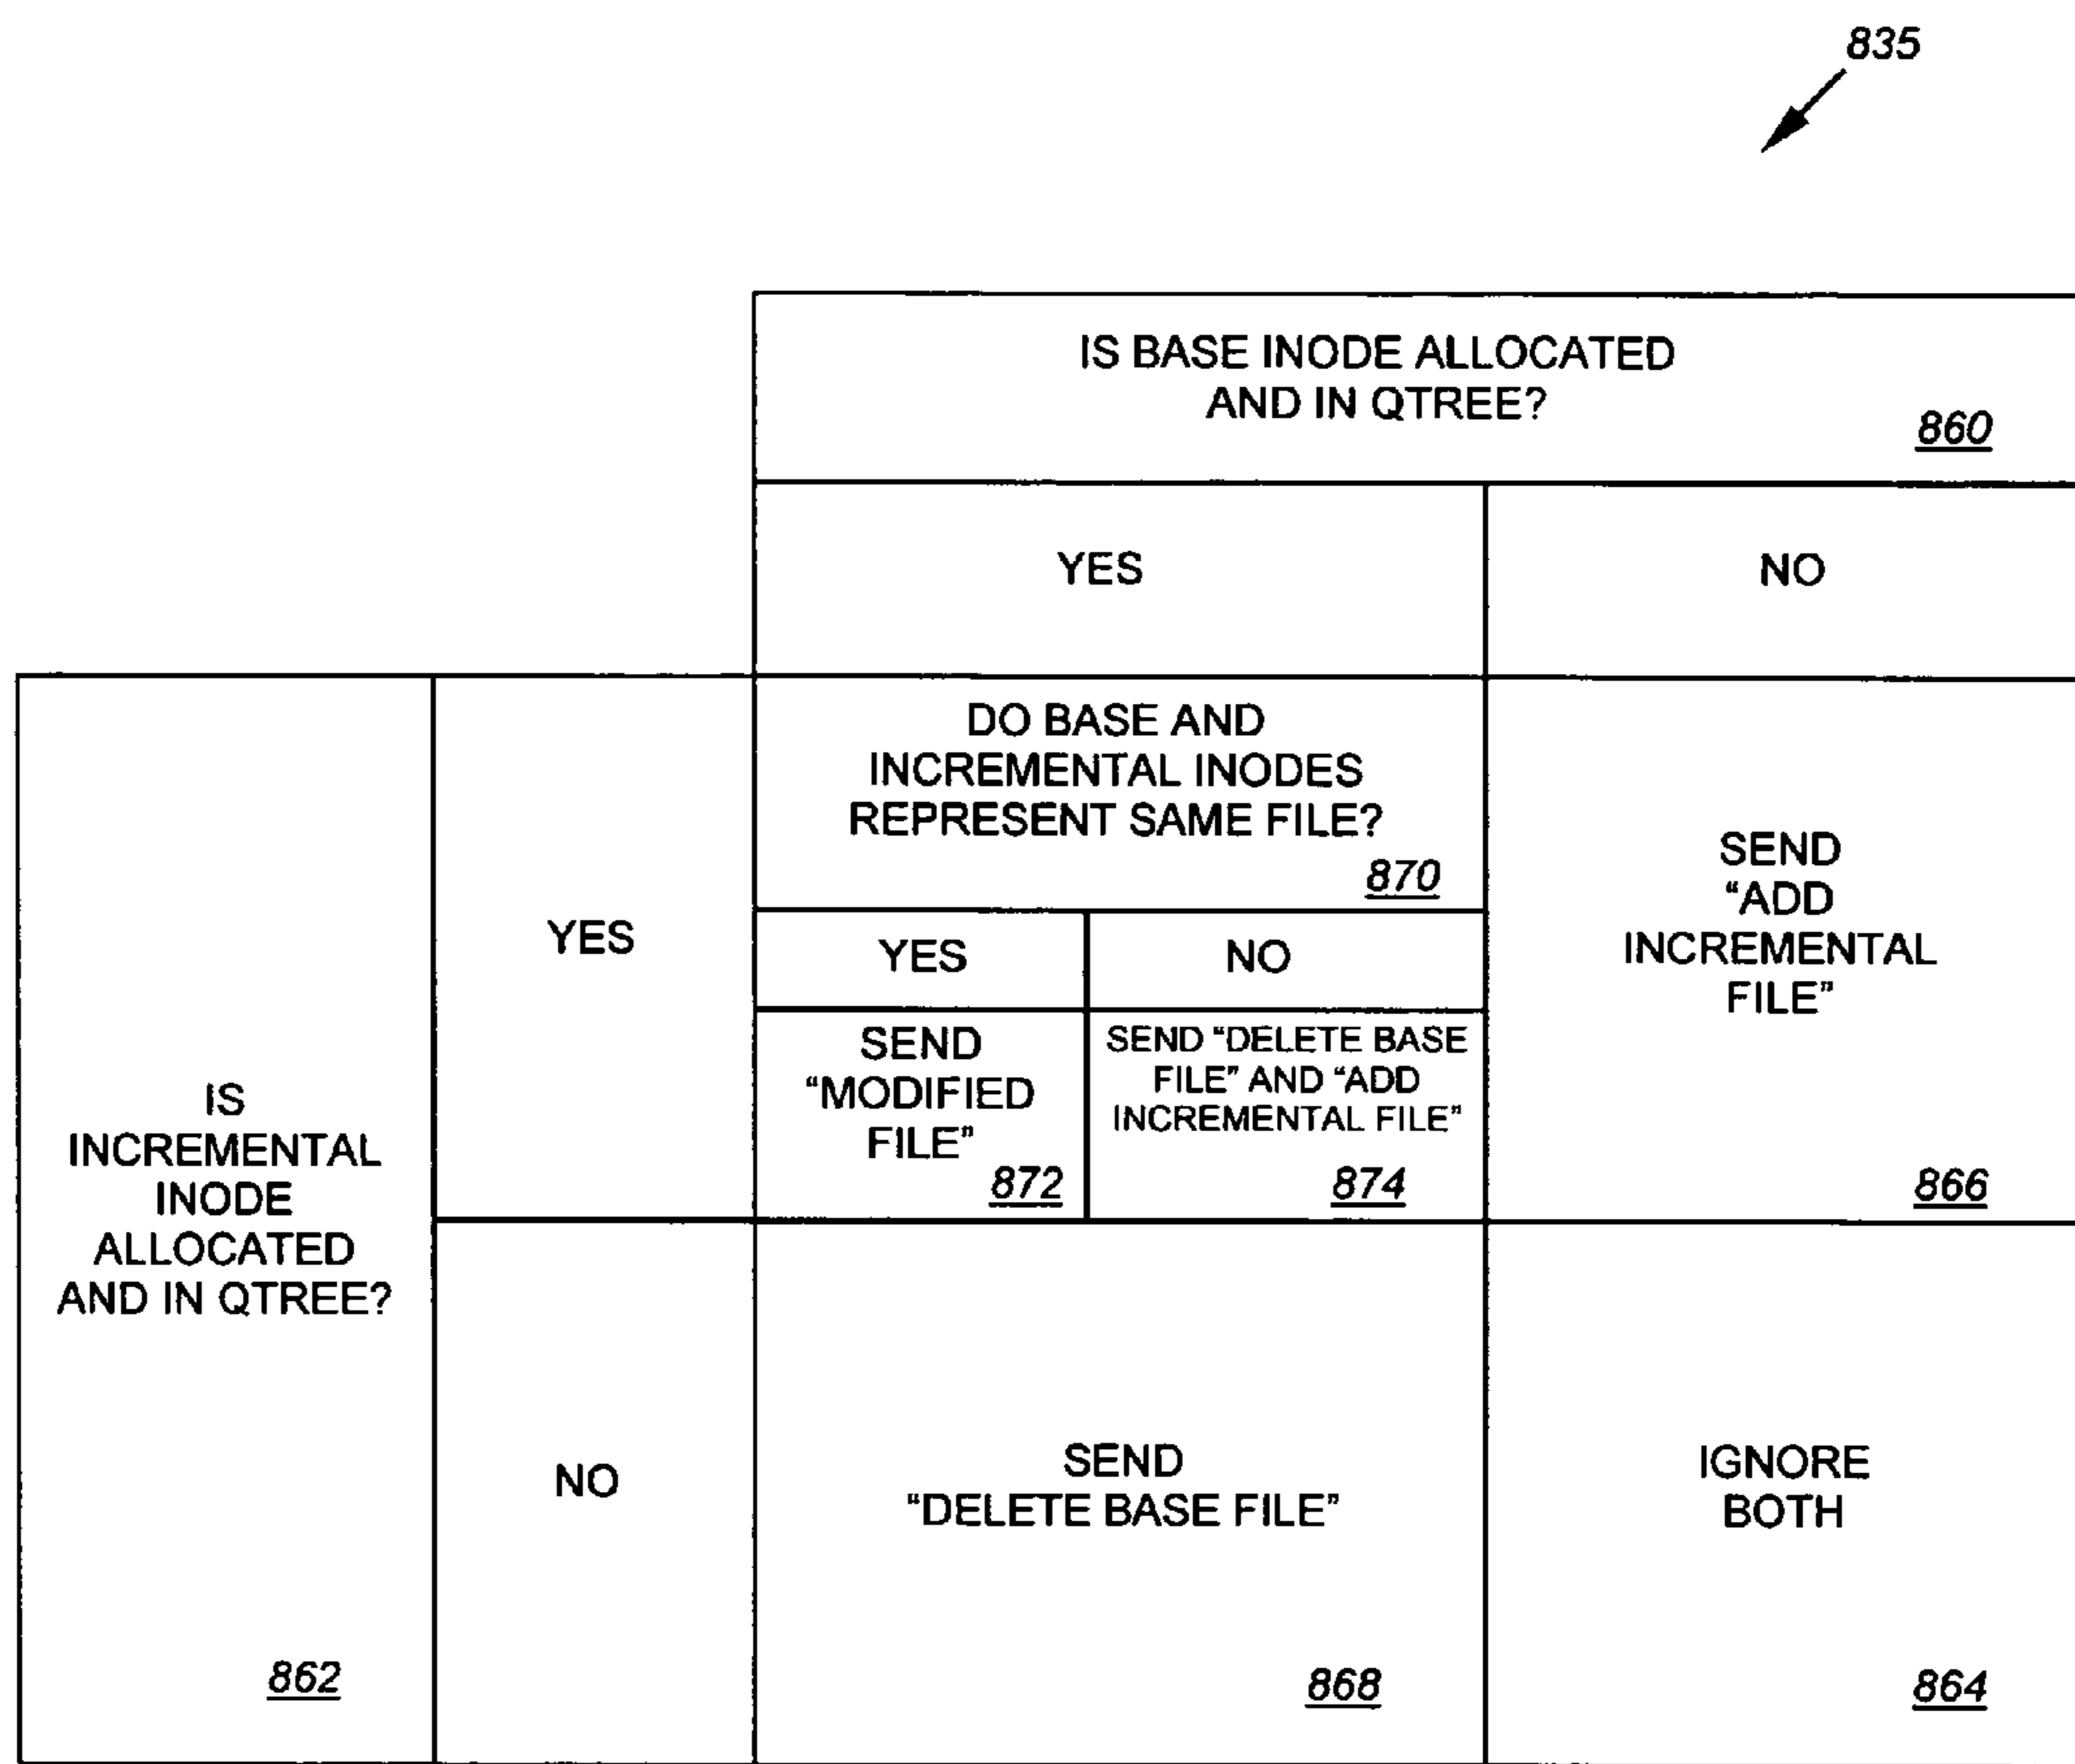 835
IS BASE INODE ALLOCATED
AND IN QTREE?
860
YES
NO
IS
INCREMENTAL
INODE
ALLOCATED
AND IN QTREE?
862
YES
DO BASE AND
INCREMENTAL INODES
REPRESENT SAME FILE?
870
YES
NO
SEND
“MODIFIED
FILE”
872
SEND “DELETE BASE
FILE” AND “ADD
INCREMENTAL FILE”
874
SEND
“ADD
INCREMENTAL
FILE”
866
NO
SEND
“DELETE BASE FILE”
868
IGNORE
BOTH
864